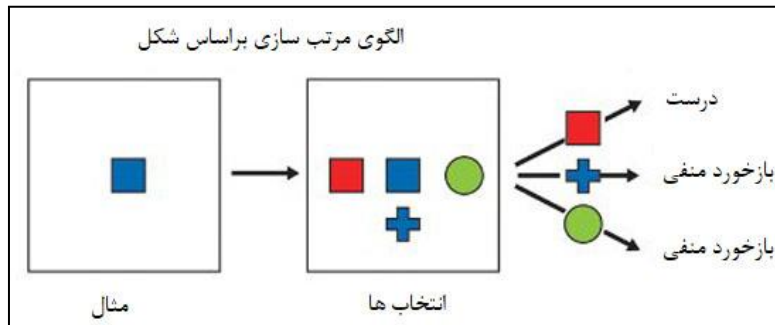 الگوی مرتب سازی براساس شکل
درست
بازخورد منفی
بازخورد منفی
انتخاب ها
مثال